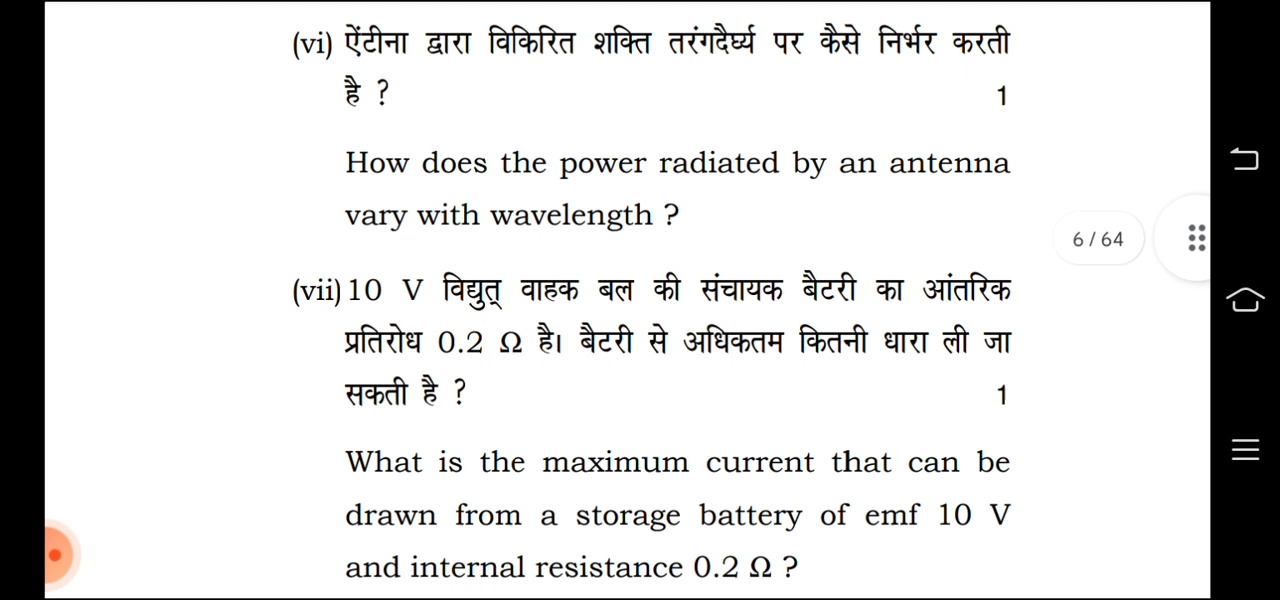 (vi) ऐंटीना द्वारा विकिरित शक्ति तरंगदैर्घ्य पर कैसे निर्भर करती
है ? 1
How does the power radiated by an antenna
vary with wavelength ?
6 / 64
(vii) 10 V विद्युत् वाहक बल की संचायक बैटरी का आंतरिक
प्रतिरोध 0.2 Ω है। बैटरी से अधिकतम कितनी धारा ली जा
सकती है ? 1
What is the maximum current that can be
drawn from a storage battery of emf 10 V
and internal resistance 0.2 Ω ?